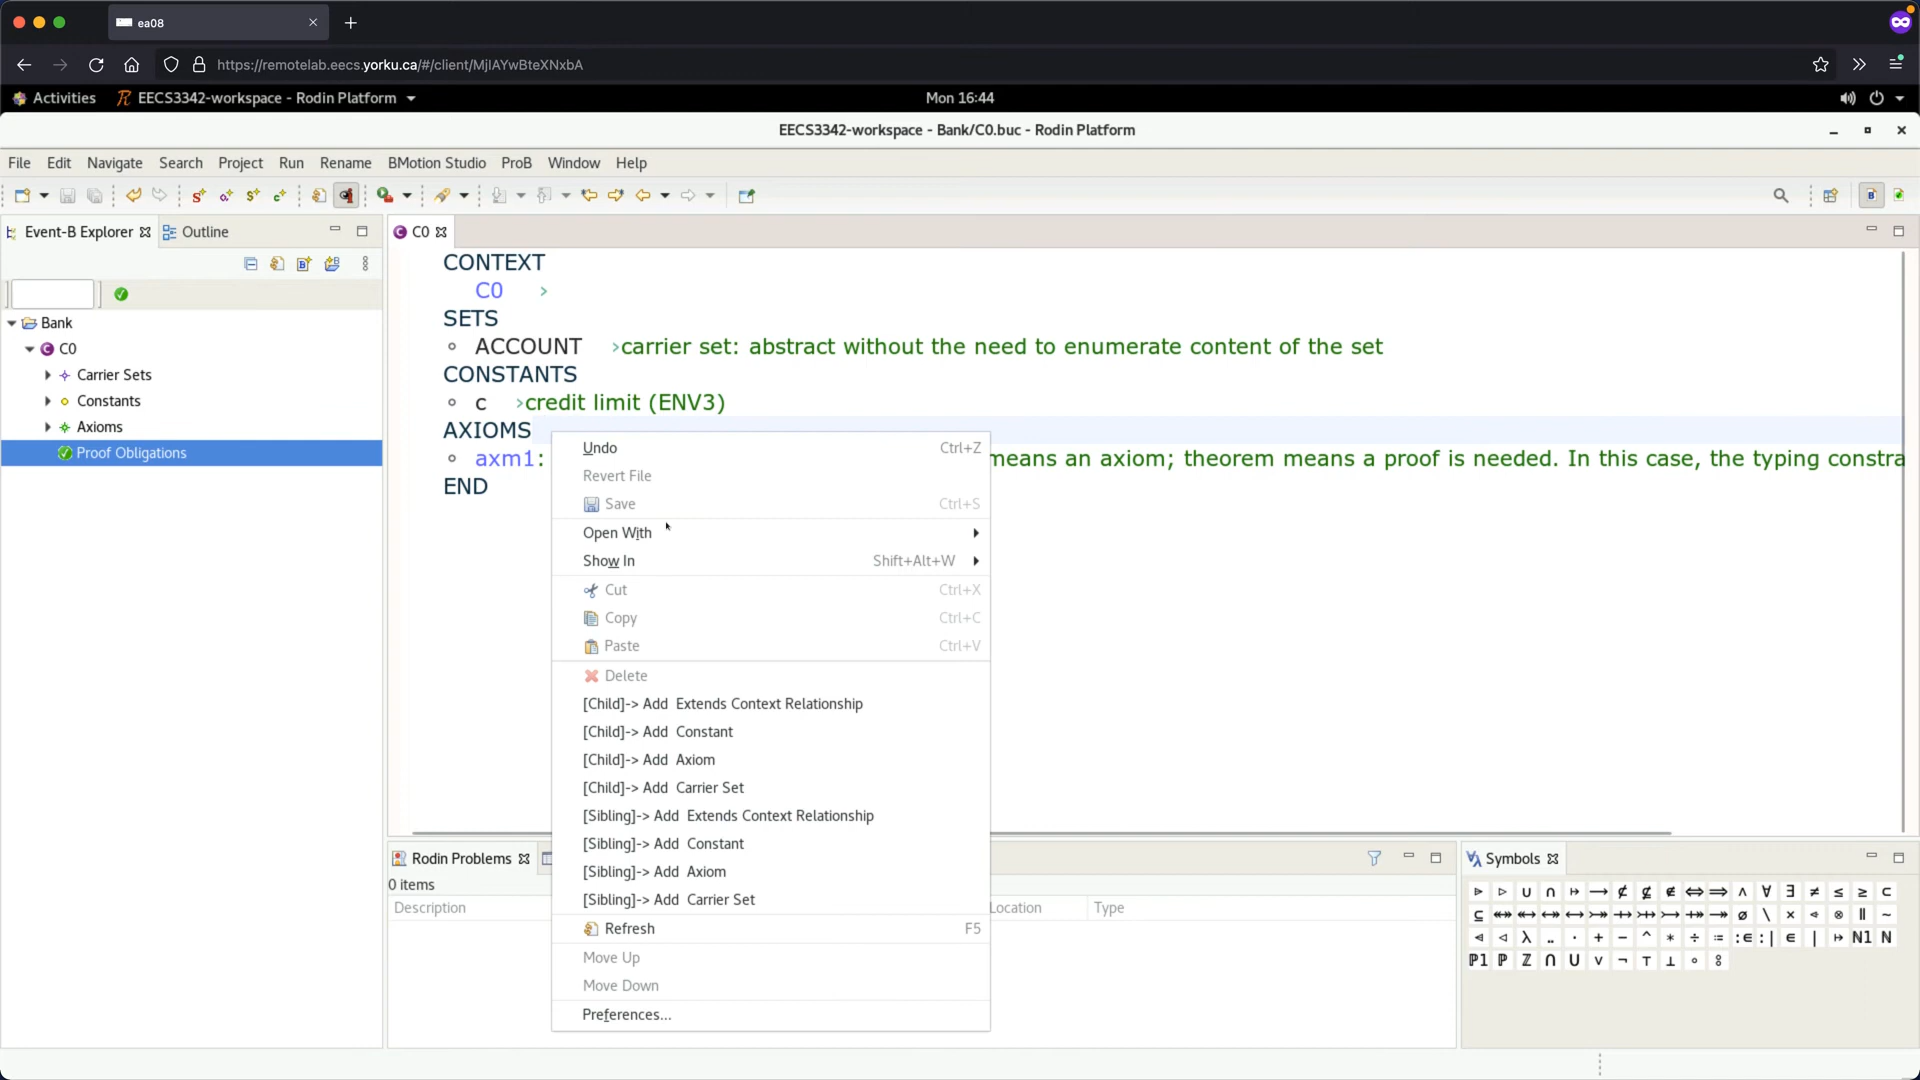 ea08
https://remotelab.eecs.yorku.ca/#/client/MjIAYwBteXNxbA
Activities EECS3342-workspace - Rodin Platform Mon 16:44
EECS3342-workspace - Bank/C0.buc - Rodin Platform
File Edit Navigate Search Project Run Rename BMotion Studio ProB Window Help
Event-B Explorer Outline
C0
Bank
C0
Carrier Sets
Constants
Axioms
Proof Obligations
CONTEXT
C0 ›
SETS
◦ ACCOUNT ›carrier set: abstract without the need to enumerate content of the set
CONSTANTS
◦ c ›credit limit (ENV3)
AXIOMS
◦ axm1: means an axiom; theorem means a proof is needed. In this case, the typing constra
END
Undo Ctrl+Z
Revert File
Save Ctrl+S
Open With
Show In Shift+Alt+W
Cut Ctrl+X
Copy Ctrl+C
Paste Ctrl+V
Delete
[Child]-> Add Extends Context Relationship
[Child]-> Add Constant
[Child]-> Add Axiom
[Child]-> Add Carrier Set
[Sibling]-> Add Extends Context Relationship
[Sibling]-> Add Constant
[Sibling]-> Add Axiom
[Sibling]-> Add Carrier Set
Refresh F5
Move Up
Move Down
Preferences...
Rodin Problems
0 items
Description Location Type
Symbols